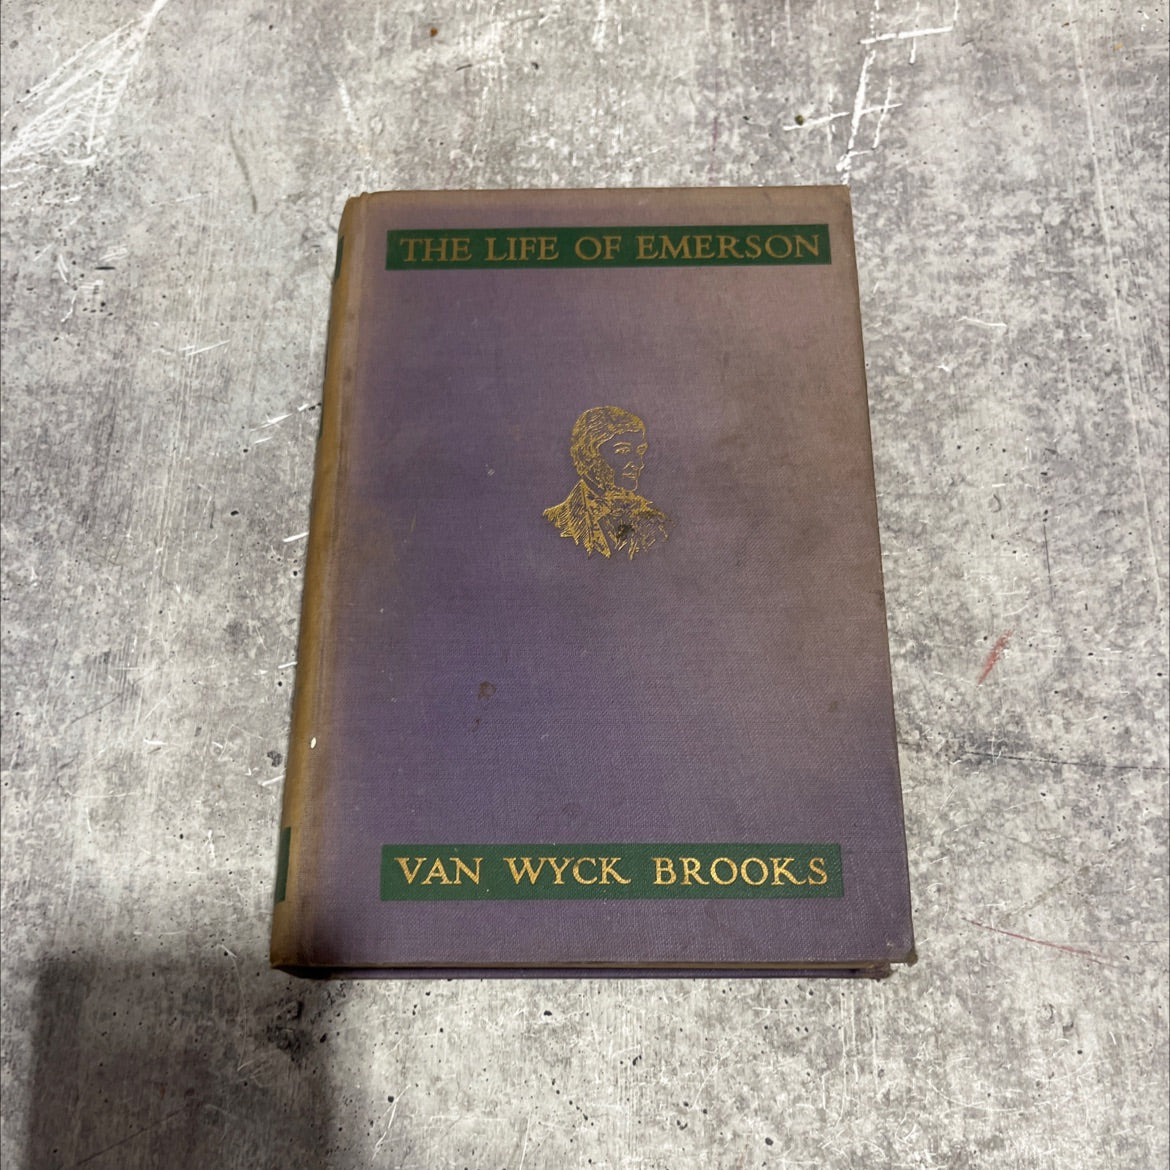 THE LIFE OF EMERSON
VAN WYCK BROOKS